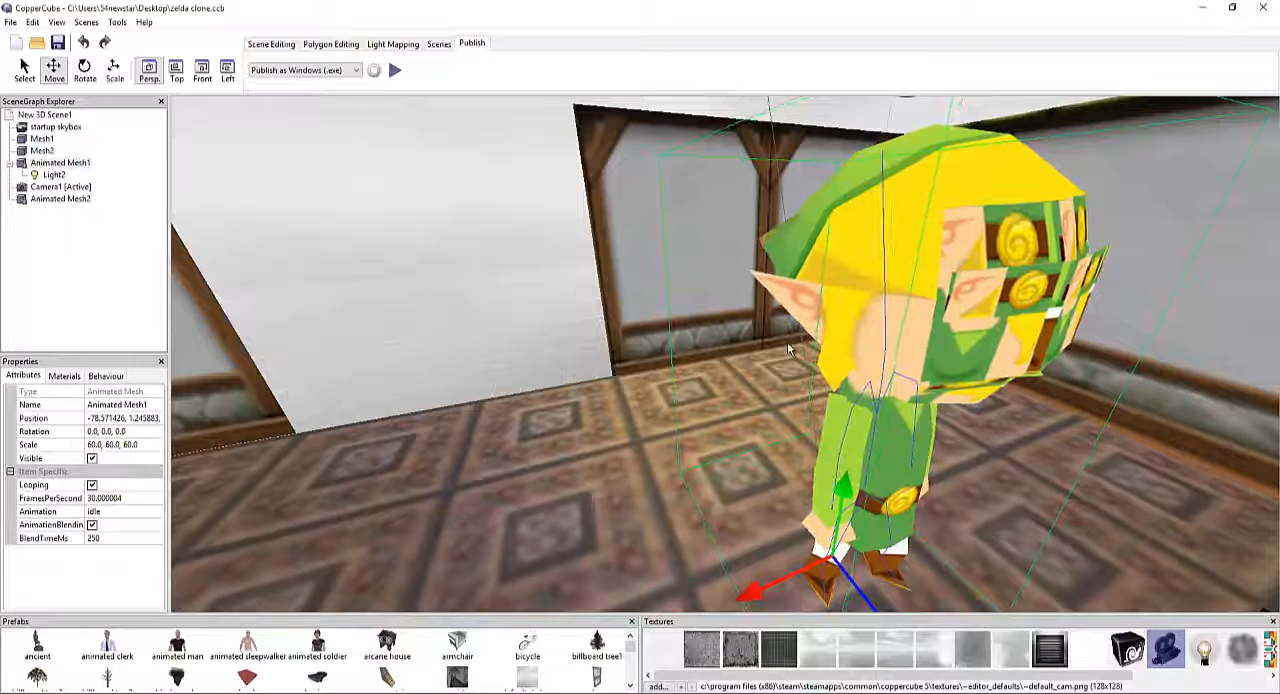 CopperCube - C:\Users\54newstar\Desktop\zelda clone.ccb
File Edit View Scenes Tools Help
Scene Editing Polygon Editing Light Mapping Scenes Publish
Select Move Rotate Scale Persp. Top Front Left
Publish as Windows (.exe)
SceneGraph Explorer
New 3D Scene1
startup skybox
Mesh1
Mesh2
Animated Mesh1
Light2
Camera1 [Active]
Animated Mesh2
Properties
Attributes Materials Behaviour
Type Animated Mesh
Name Animated Mesh1
Position -78.571426, 1.245883,
Rotation 0.0, 0.0, 0.0
Scale 60.0, 60.0, 60.0
Visible
Item Specific
Looping
FramesPerSecond 30.000004
Animation idle
AnimationBlendin
BlendTimeMs 250
Prefabs
ancient animated clerk animated man animated sleepwalker animated sold arcane house armchair bicycle billboard tree1
Textures
add... + - c:\program files (x86)\steam\steamapps\common\coppercube 5\textures\~editor_defaults\~default_cam.png [128x128]